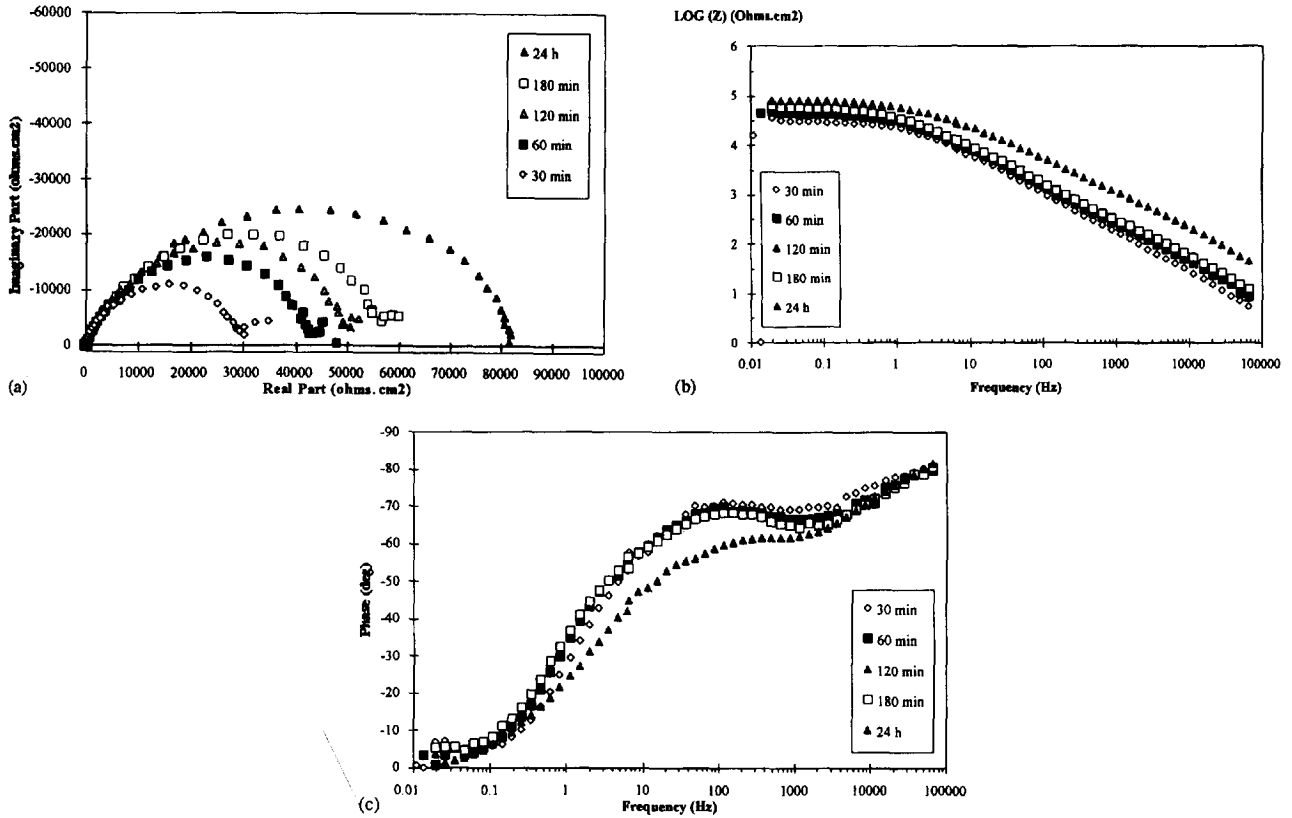 -60000
-50000
-40000
-30000
-20000
-10000
0
Imaginary Part (ohms.cm2)
24 h
180 min
120 min
60 min
30 min
0 10000 20000 30000 40000 50000 60000 70000 80000 90000 100000
Real Part (ohms. cm2)
(a)
LOG (Z) (Ohms.cm2)
6
5
4
3
2
1
0
30 min
60 min
120 min
180 min
24 h
0.01 0.1 1 10 100 1000 10000 100000
Frequency (Hz)
(b)
-90
-80
-70
-60
-50
-40
-30
-20
-10
0
Phase (deg)
30 min
60 min
120 min
180 min
24 h
0.01 0.1 1 10 100 1000 10000 100000
Frequency (Hz)
(c)